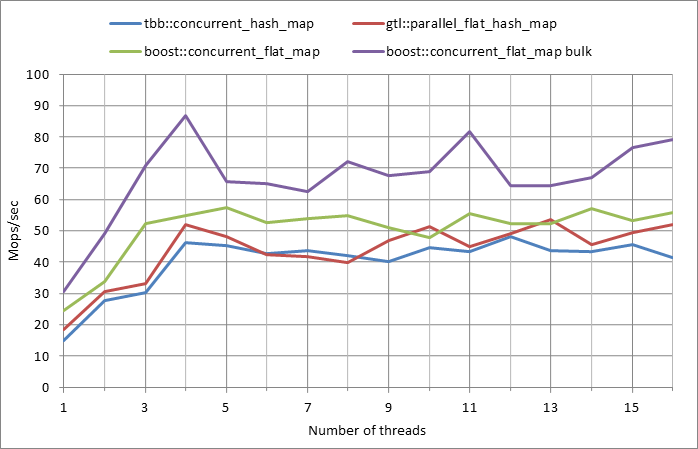 tbb::concurrent_hash_map
gtl::parallel_flat_hash_map
boost::concurrent_flat_map
boost::concurrent_flat_map bulk
100
90
80
70
60
50
40
30
20
10
0
Mops/sec
1 3 5 7 9 11 13 15
Number of threads